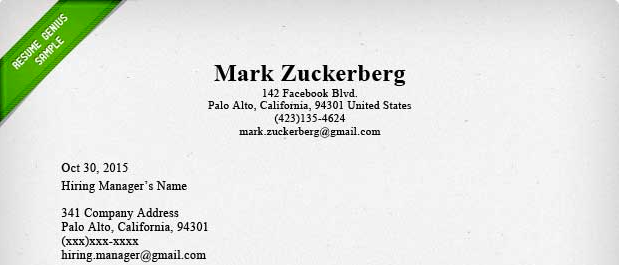 RESUME GENIUS
SAMPLE
Mark Zuckerberg
142 Facebook Blvd.
Palo Alto, California, 94301 United States
(423)135-4624
mark.zuckerberg@gmail.com
Oct 30, 2015
Hiring Manager’s Name
341 Company Address
Palo Alto, California, 94301
(xxx)xxx-xxxx
hiring.manager@gmail.com